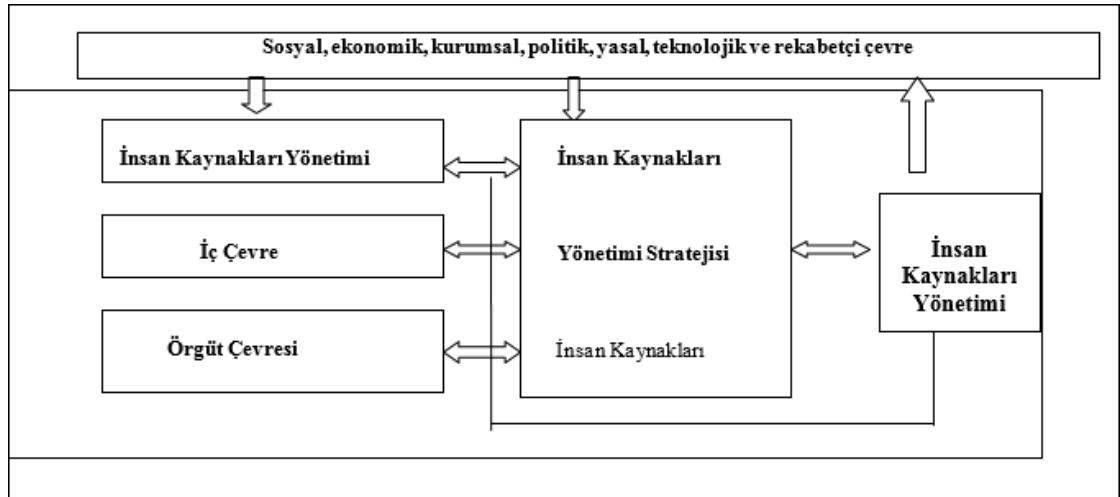 Sosyal, ekonomik, kurumsal, politik, yasal, teknolojik ve rekabetçi çevre
İnsan Kaynakları Yönetimi
İç Çevre
Örgüt Çevresi
İnsan Kaynakları
Yönetimi Stratejisi
İnsan Kaynakları
İnsan
Kaynakları
Yönetimi